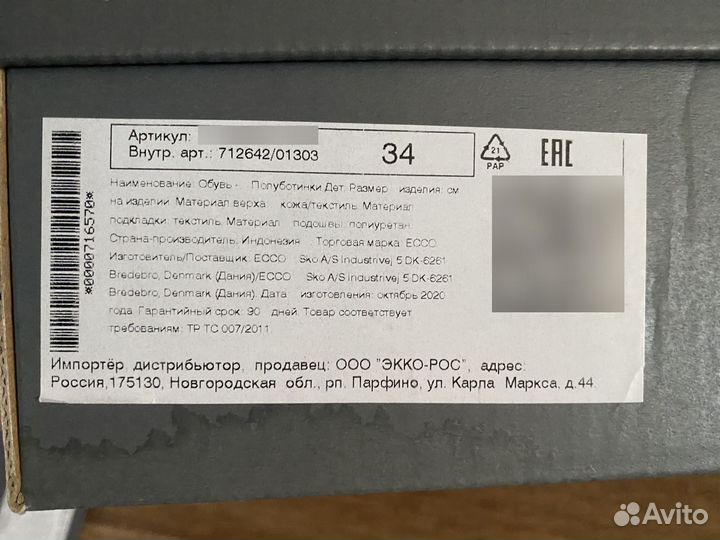 Артикул:
Внутр. арт.: 712642/01303
34
21
PAP
EAC
*0000716570*
Наименование: Обувь - Полуботинки Дет. Размер изделия: см
на изделии. Материал верха кожа/текстиль. Материал
подкладки: текстиль. Материал подошвы: полиуретан.
Страна-производитель: Индонезия Торговая марка: ECCO
Изготовитель/Поставщик: ECCO Sko A/S Industrivej 5 DK-6261
Bredebro, Denmark (Дания)/ECCO Sko A/S Industrivej 5 DK-6261
Bredebro, Denmark (Дания). Дата изготовления: октябрь 2020
года. Гарантийный срок: 90 дней. Товар соответствует
требованиям: ТР ТС 007/2011
Импортёр, дистрибьютор, продавец: ООО "ЭККО-РОС", адрес:
Россия,175130, Новгородская обл., рп. Парфино, ул. Карла Маркса, д.44.
Avito